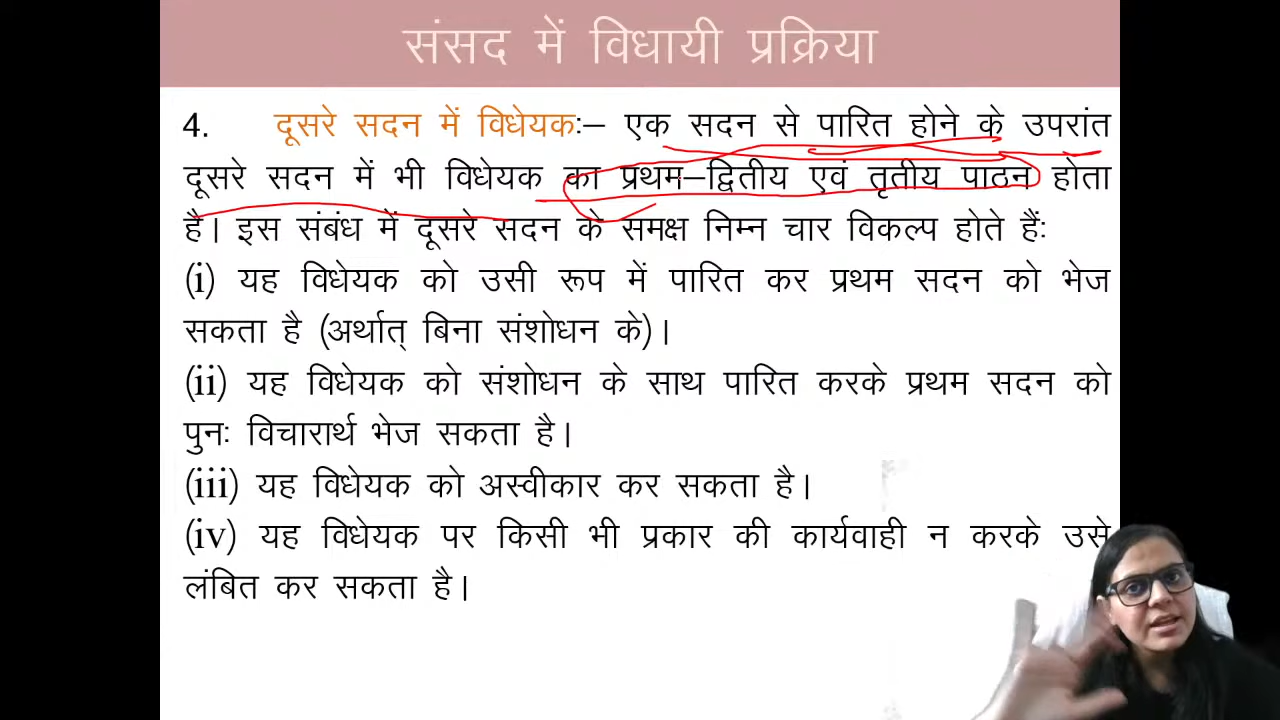 संसद में विधायी प्रक्रिया
4. दूसरे सदन में विधेयकः– एक सदन से पारित होने के उपरांत
दूसरे सदन में भी विधेयक का प्रथम–द्वितीय एवं तृतीय पाठन होता
है। इस संबंध में दूसरे सदन के समक्ष निम्न चार विकल्प होते हैंः
(i) यह विधेयक को उसी रूप में पारित कर प्रथम सदन को भेज
सकता है (अर्थात् बिना संशोधन के)।
(ii) यह विधेयक को संशोधन के साथ पारित करके प्रथम सदन को
पुनः विचारार्थ भेज सकता है।
(iii) यह विधेयक को अस्वीकार कर सकता है।
(iv) यह विधेयक पर किसी भी प्रकार की कार्यवाही न करके उसे
लंबित कर सकता है।